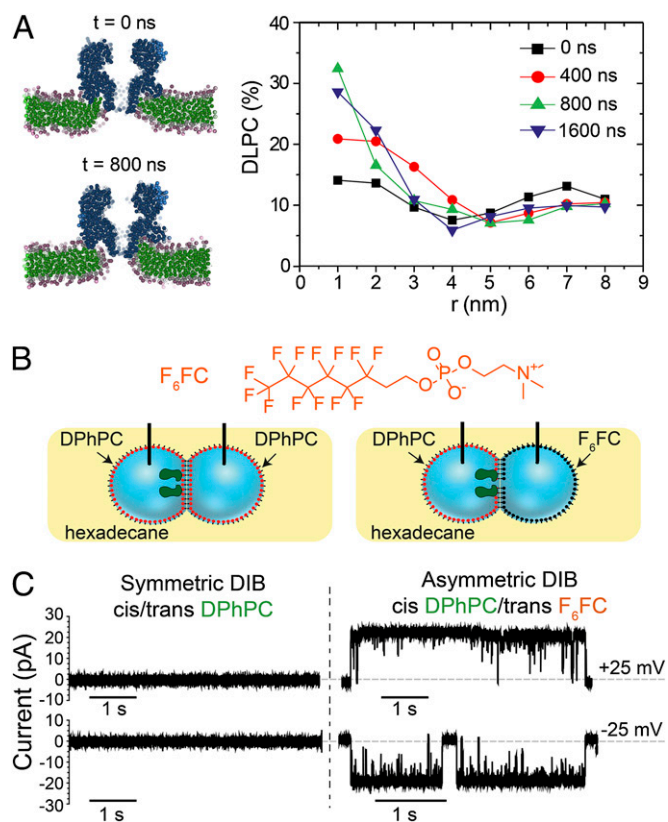 A
t = 0 ns
t = 800 ns
DLPC (%)
40
30
20
10
0
0 1 2 3 4 5 6 7 8 9
r (nm)
0 ns
400 ns
800 ns
1600 ns
B
F₆FC
F F F F F F
F
F
F F F F F F
O P O N+
O O-
DPhPC DPhPC
hexadecane
DPhPC F₆FC
hexadecane
C
Symmetric DIB
cis/trans DPhPC
Asymmetric DIB
cis DPhPC/trans F₆FC
Current (pA)
30
20
10
0
-10
1 s
1 s
+25 mV
10
0
-10
-20
-30
1 s
1 s
-25 mV